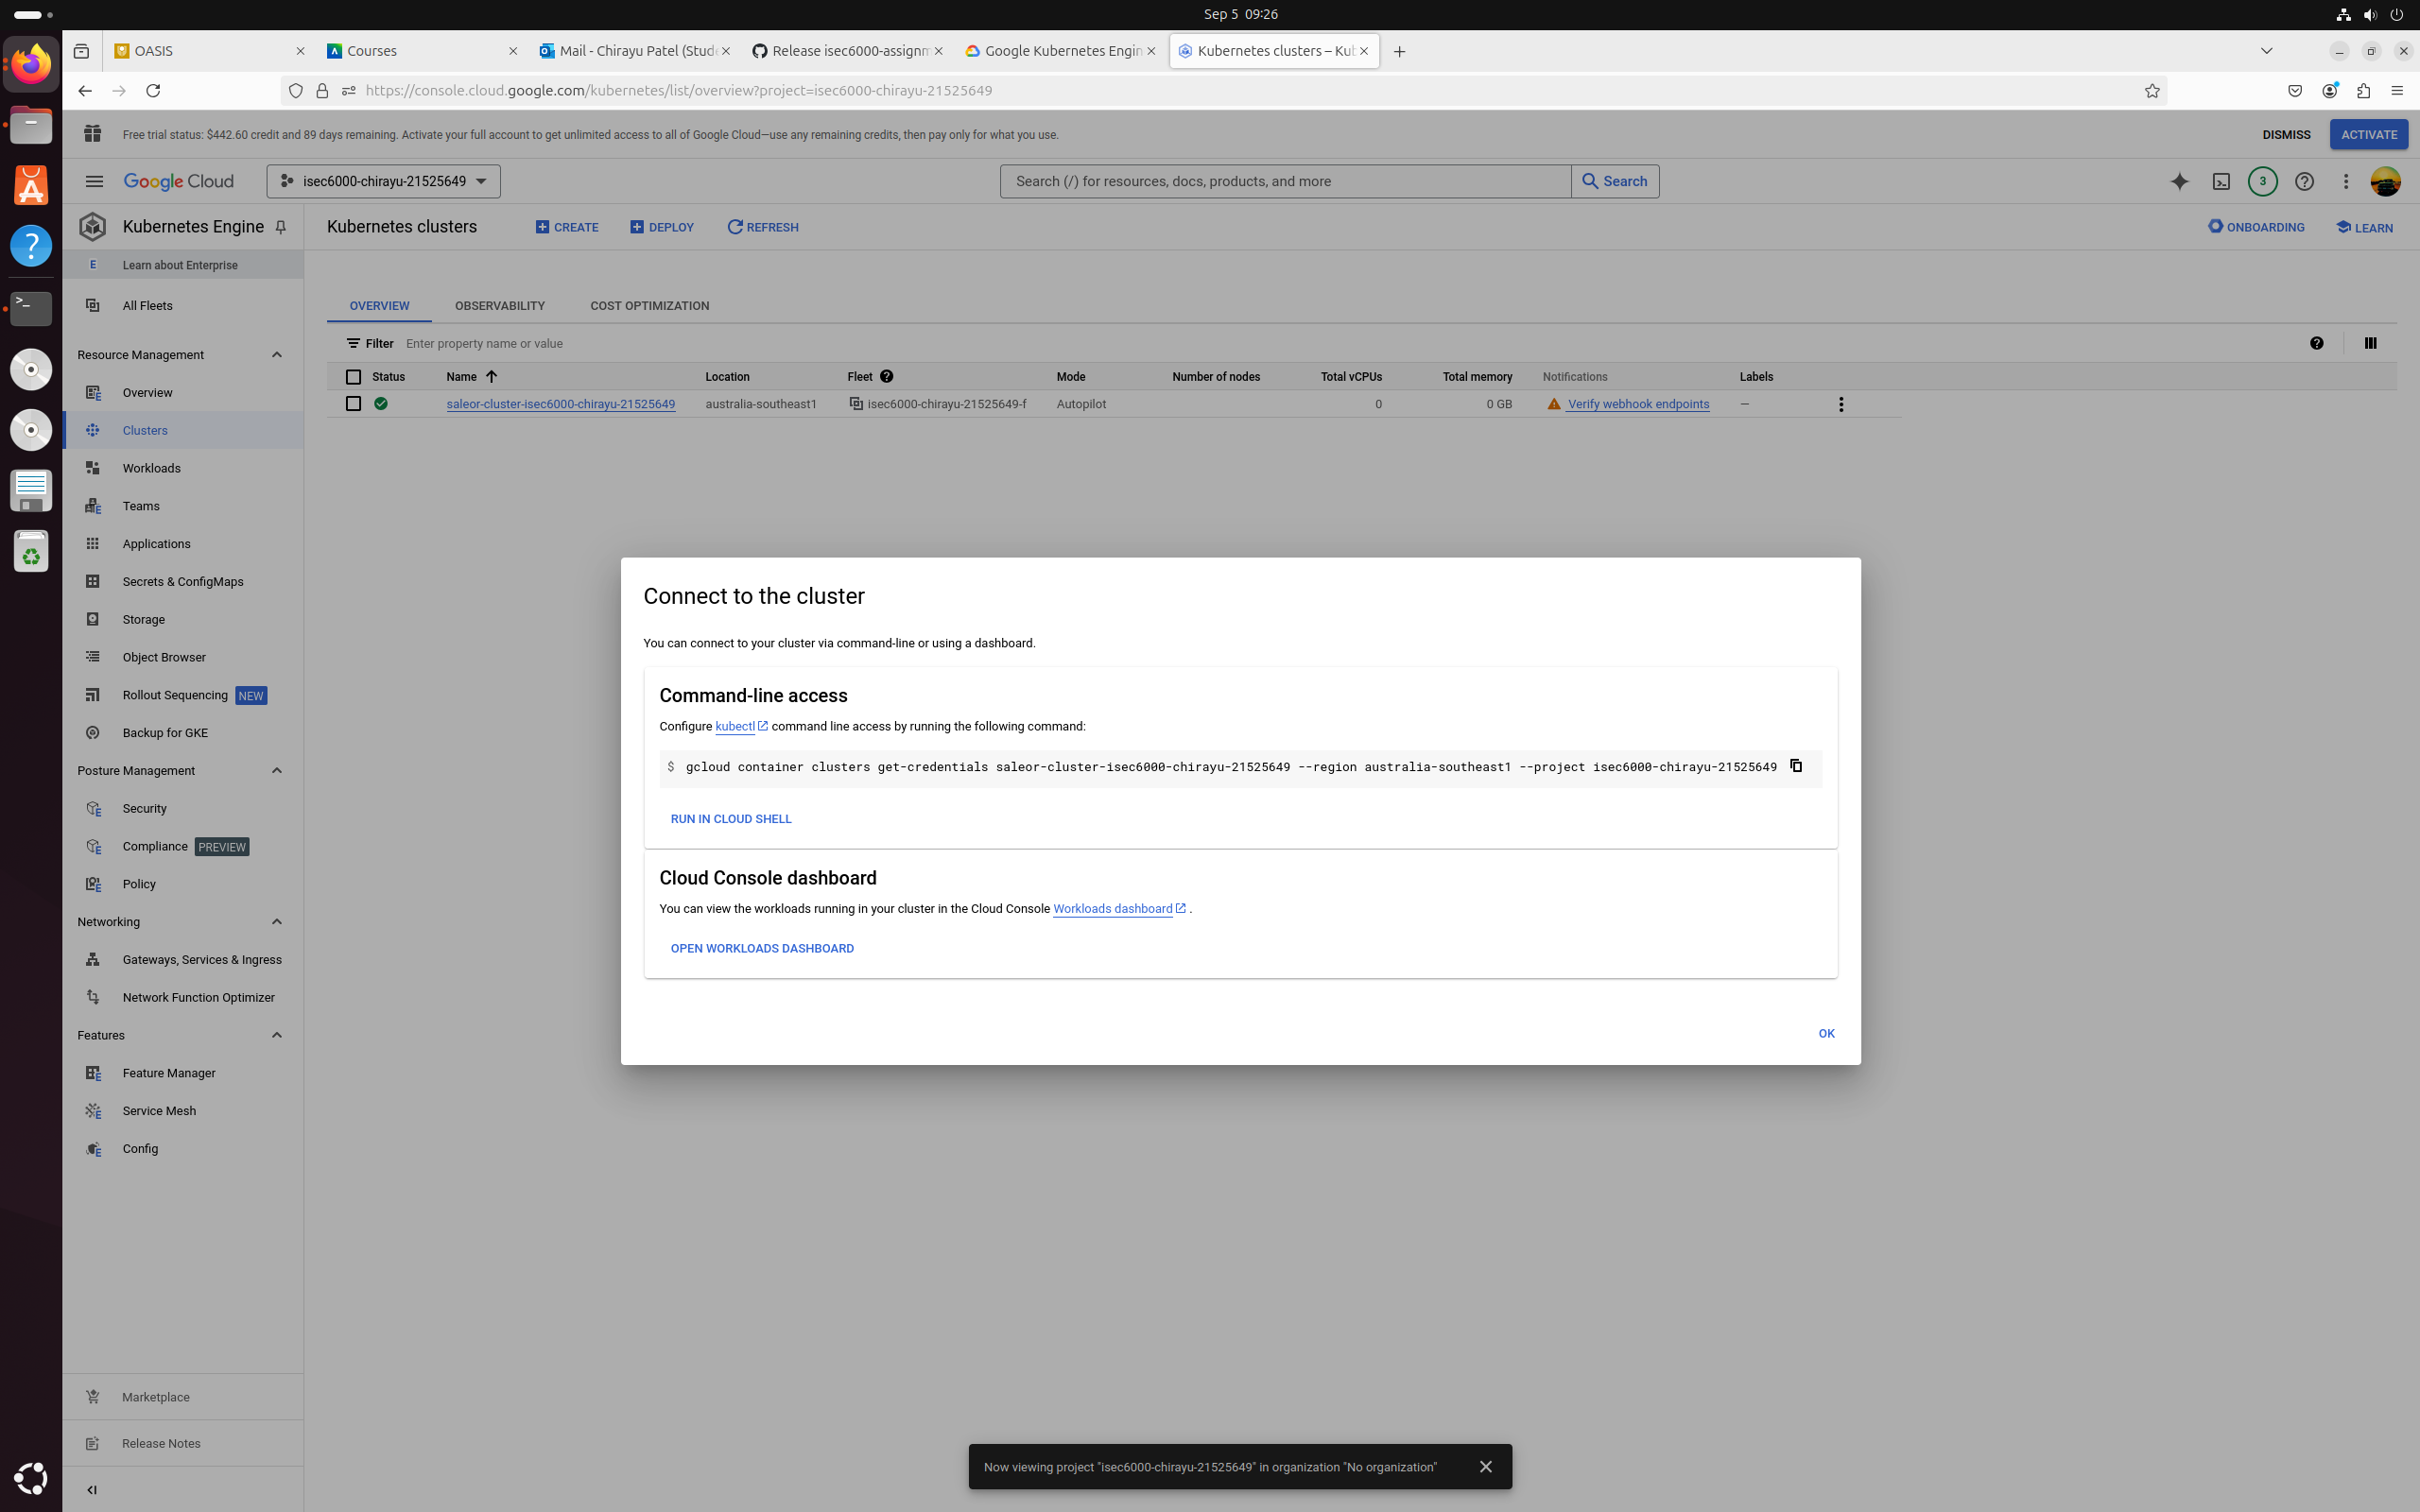 Sep 5 09:26
OASIS
Courses
Mail - Chirayu Patel (Stude
Release isec6000-assignm
Google Kubernetes Engin
Kubernetes clusters – Kub
https://console.cloud.google.com/kubernetes/list/overview?project=isec6000-chirayu-21525649
Free trial status: $442.60 credit and 89 days remaining. Activate your full account to get unlimited access to all of Google Cloud—use any remaining credits, then pay only for what you use.
DISMISS
ACTIVATE
Google Cloud
isec6000-chirayu-21525649
Search (/) for resources, docs, products, and more
Search
3
Kubernetes Engine
Kubernetes clusters
CREATE
DEPLOY
REFRESH
ONBOARDING
LEARN
E Learn about Enterprise
All Fleets
Resource Management
Overview
Clusters
Workloads
Teams
Applications
Secrets & ConfigMaps
Storage
Object Browser
Rollout Sequencing NEW
Backup for GKE
Posture Management
Security
Compliance PREVIEW
Policy
Networking
Gateways, Services & Ingress
Network Function Optimizer
Features
Feature Manager
Service Mesh
Config
Marketplace
Release Notes
OVERVIEW OBSERVABILITY COST OPTIMIZATION
Filter Enter property name or value
Status Name Location Fleet Mode Number of nodes Total vCPUs Total memory Notifications Labels
saleor-cluster-isec6000-chirayu-21525649 australia-southeast1 isec6000-chirayu-21525649-f Autopilot 0 0 GB Verify webhook endpoints —
Connect to the cluster
You can connect to your cluster via command-line or using a dashboard.
Command-line access
Configure kubectl command line access by running the following command:
$ gcloud container clusters get-credentials saleor-cluster-isec6000-chirayu-21525649 --region australia-southeast1 --project isec6000-chirayu-21525649
RUN IN CLOUD SHELL
Cloud Console dashboard
You can view the workloads running in your cluster in the Cloud Console Workloads dashboard .
OPEN WORKLOADS DASHBOARD
OK
Now viewing project "isec6000-chirayu-21525649" in organization "No organization"